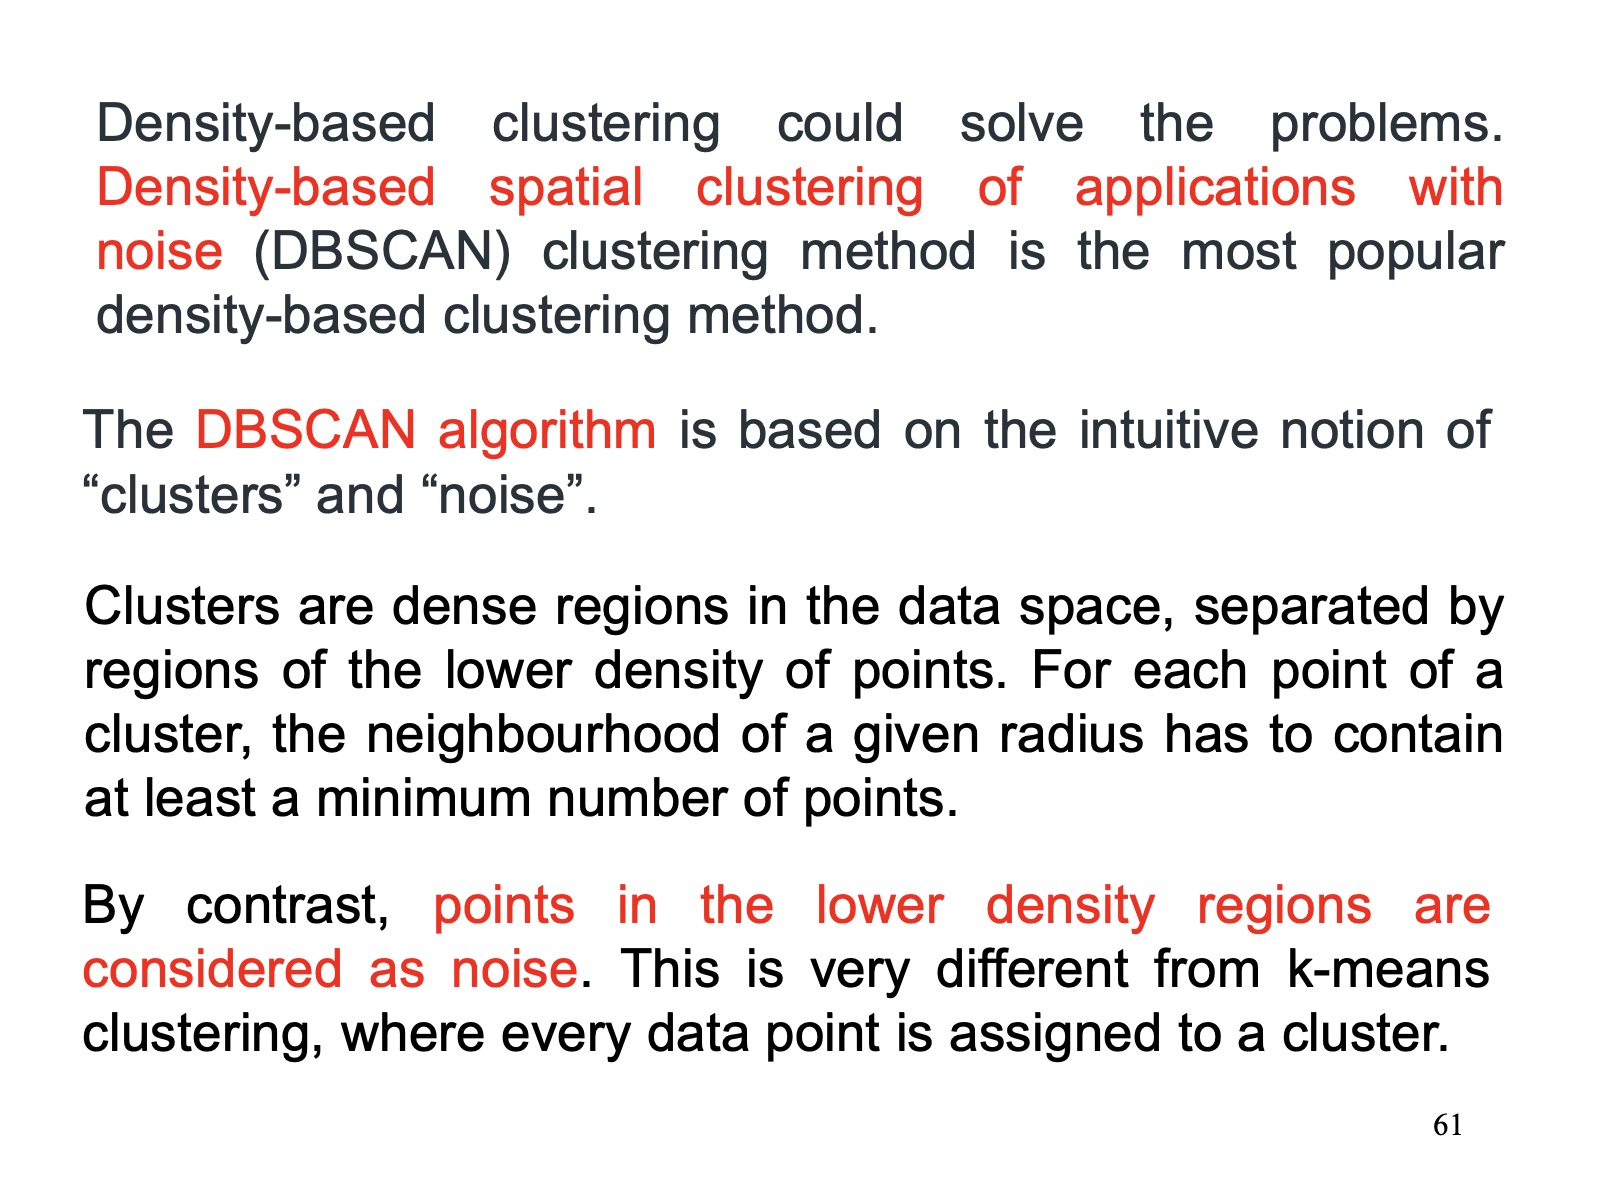 Density-based clustering could solve the problems.
Density-based spatial clustering of applications with
noise (DBSCAN) clustering method is the most popular
density-based clustering method.
The DBSCAN algorithm is based on the intuitive notion of
“clusters” and “noise”.
Clusters are dense regions in the data space, separated by
regions of the lower density of points. For each point of a
cluster, the neighbourhood of a given radius has to contain
at least a minimum number of points.
By contrast, points in the lower density regions are
considered as noise. This is very different from k-means
clustering, where every data point is assigned to a cluster.
61